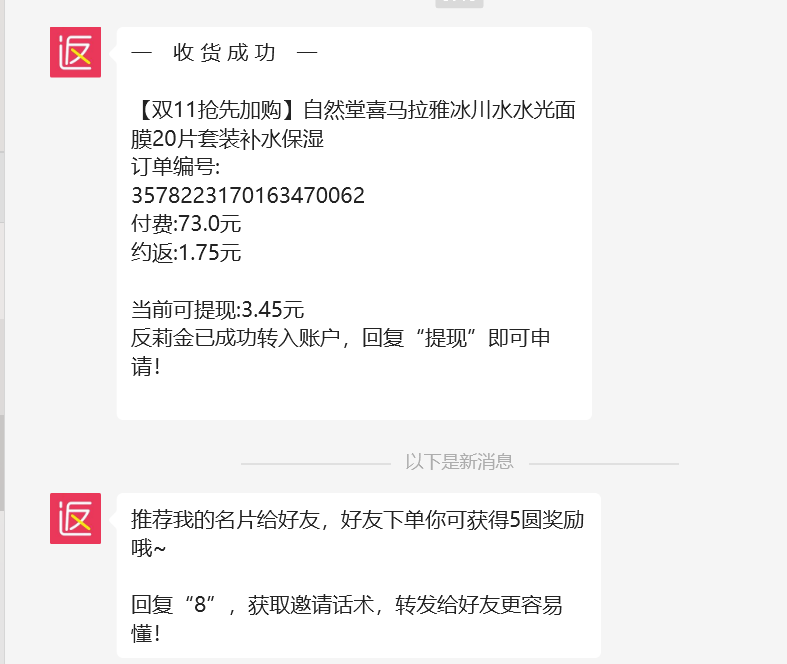 返
— 收 货 成 功 —
【双11抢先加购】自然堂喜马拉雅冰川水水光面
膜20片套装补水保湿
订单编号:
3578223170163470062
付费:73.0元
约返:1.75元
当前可提现:3.45元
反莉金已成功转入账户，回复“提现”即可申
请！
以下是新消息
返
推荐我的名片给好友，好友下单你可获得5圆奖励
哦~
回复“8”，获取邀请话术，转发给好友更容易
懂！